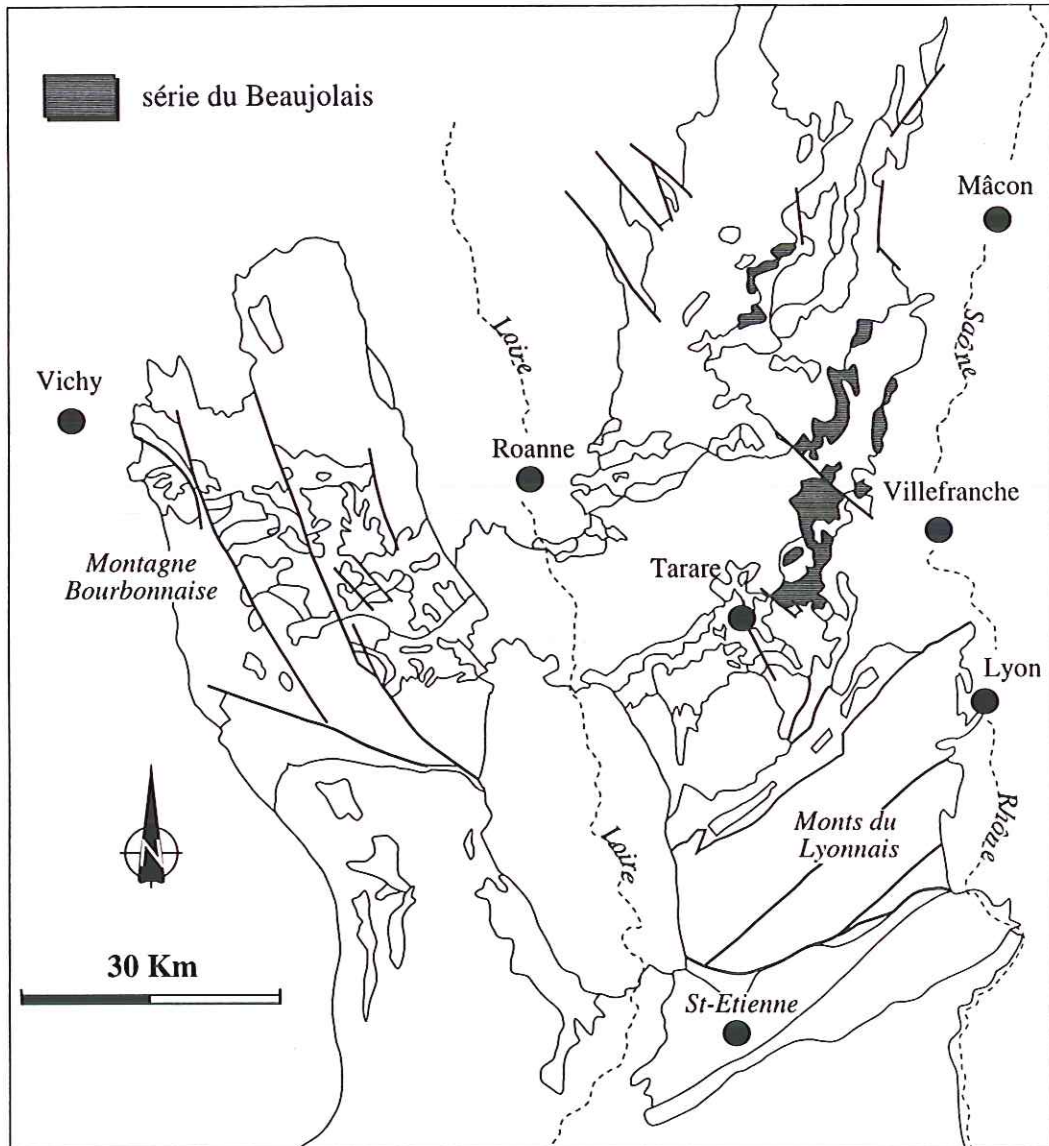 série du Beaujolais
Mâcon
Loire
Saône
Vichy
Roanne
Villefranche
Montagne
Bourbonnaise
Tarare
Lyon
N
Loire
Monts du
Lyonnais
Rhône
30 Km
St-Etienne